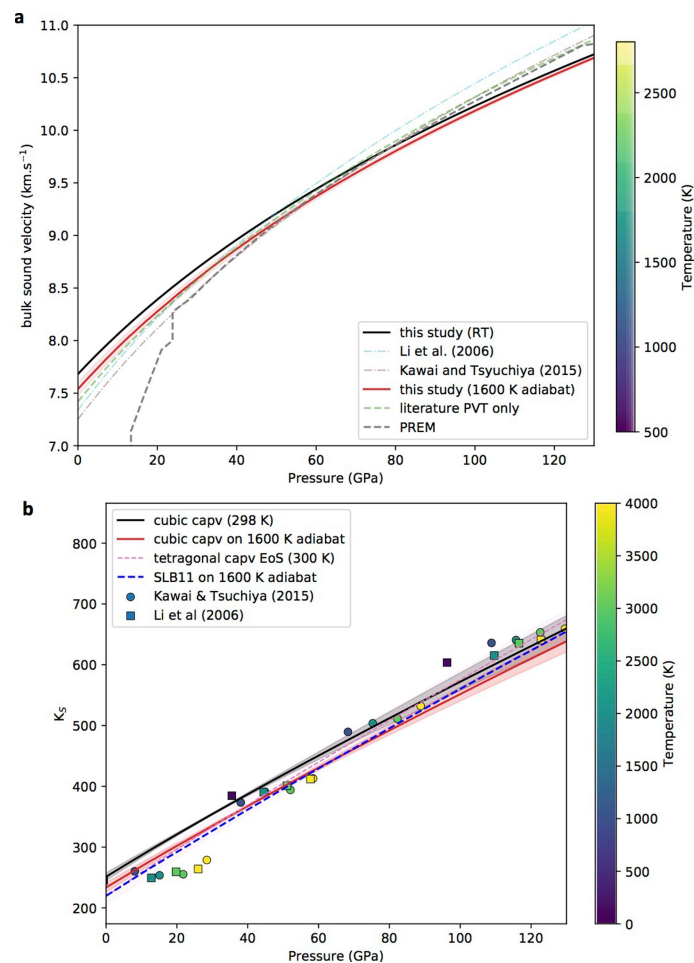 a
11.0
10.5
10.0
9.5
9.0
8.5
8.0
7.5
7.0
bulk sound velocity (km.s⁻¹)
0 20 40 60 80 100 120
Pressure (GPa)
this study (RT)
Li et al. (2006)
Kawai and Tsyuchiya (2015)
this study (1600 K adiabat)
literature PVT only
PREM
2500
2000
1500
1000
500
Temperature (K)
b
800
700
600
500
400
300
200
K_S
0 20 40 60 80 100 120
Pressure (GPa)
cubic capv (298 K)
cubic capv on 1600 K adiabat
tetragonal capv EoS (300 K)
SLB11 on 1600 K adiabat
Kawai & Tsuchiya (2015)
Li et al (2006)
4000
3500
3000
2500
2000
1500
1000
500
0
Temperature (K)